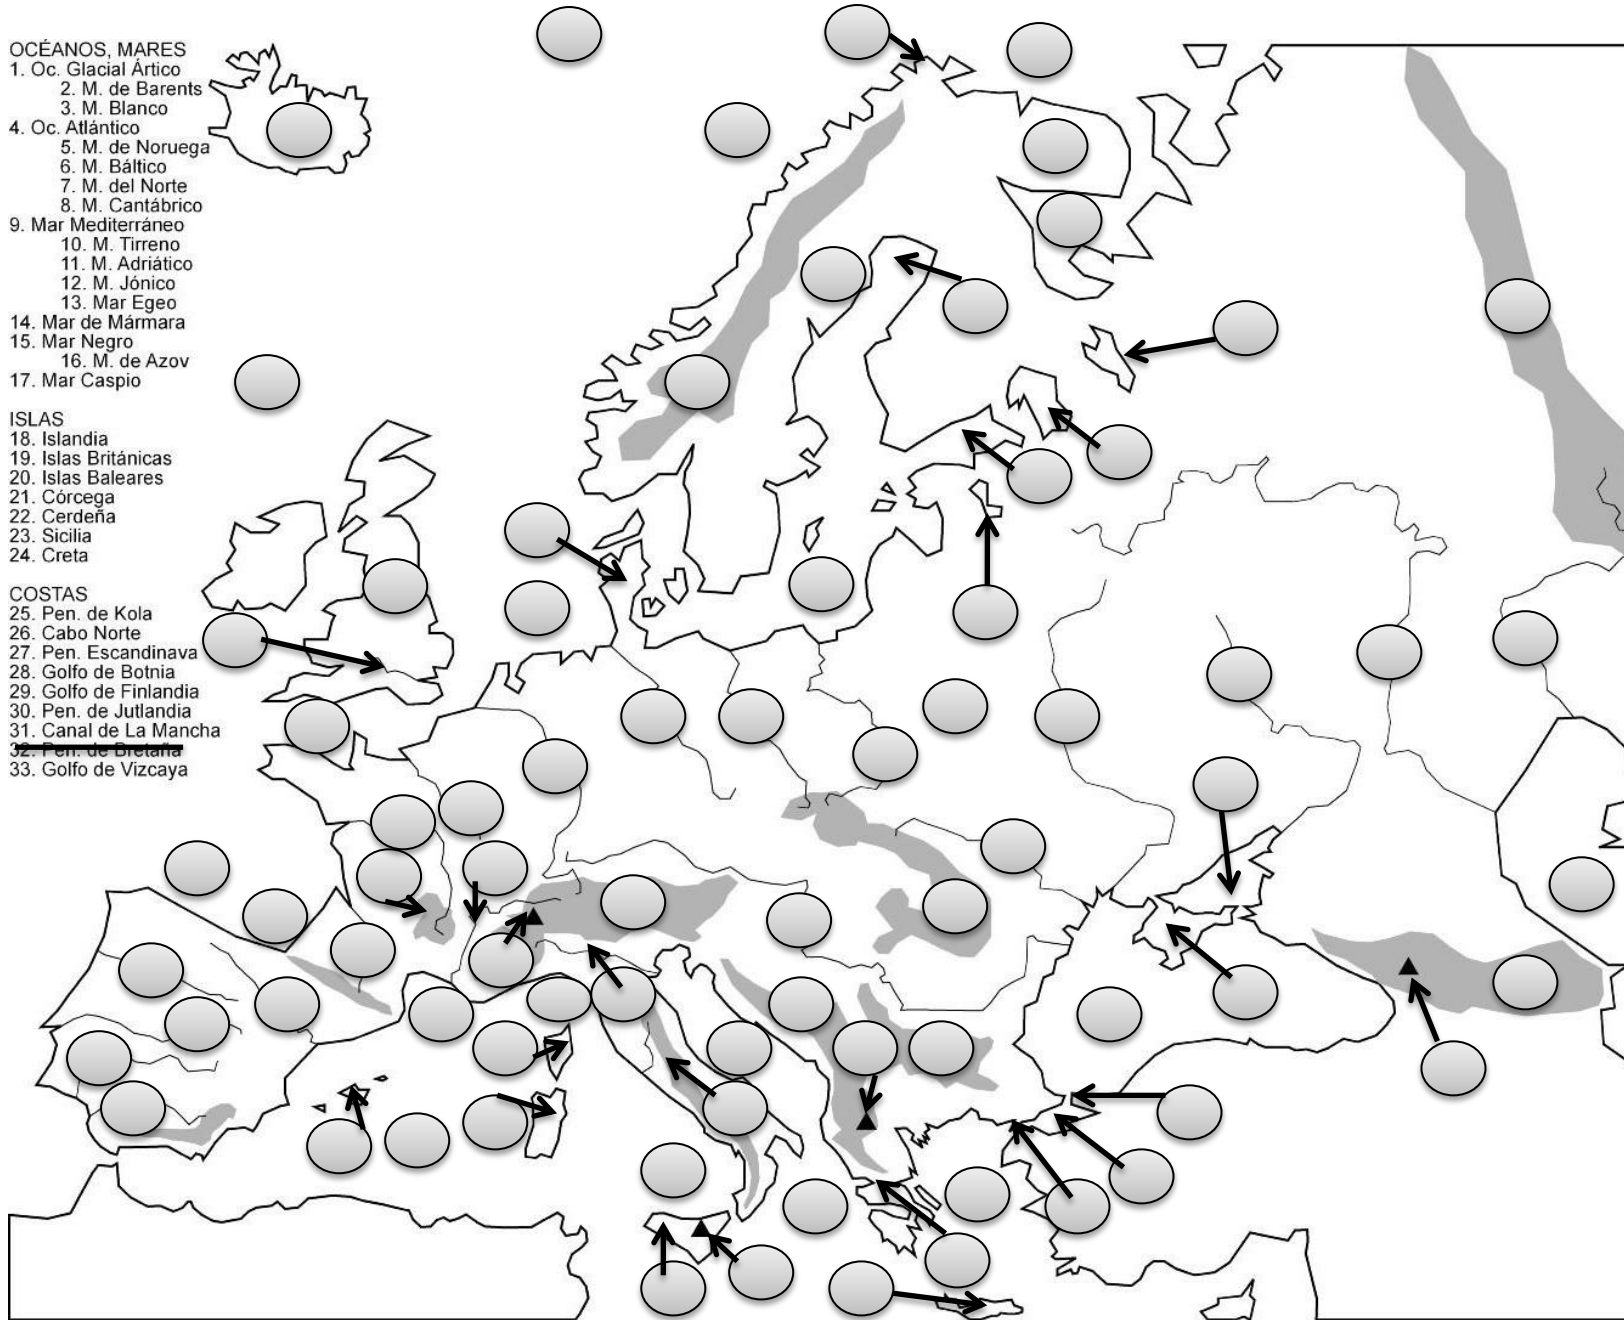 OCÉANOS, MARES
1. Oc. Glacial Ártico
2. M. de Barents
3. M. Blanco
4. Oc. Atlántico
5. M. de Noruega
6. M. Báltico
7. M. del Norte
8. M. Cantábrico
9. Mar Mediterráneo
10. M. Tirreno
11. M. Adriático
12. M. Jónico
13. Mar Egeo
14. Mar de Mármara
15. Mar Negro
16. M. de Azov
17. Mar Caspio
ISLAS
18. Islandia
19. Islas Británicas
20. Islas Baleares
21. Córcega
22. Cerdeña
23. Sicilia
24. Creta
COSTAS
25. Pen. de Kola
26. Cabo Norte
27. Pen. Escandinava
28. Golfo de Botnia
29. Golfo de Finlandia
30. Pen. de Jutlandia
31. Canal de La Mancha
32. Pen. de Bretaña
33. Golfo de Vizcaya